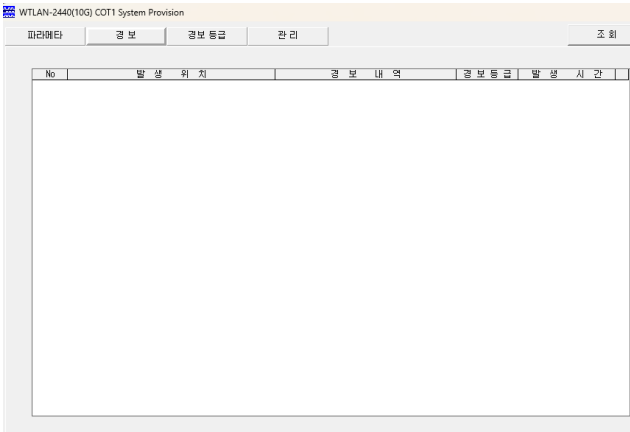 WTLAN-2440(10G) COT1 System Provision
파라메타 경 보 경보 등급 관 리 조 회
No 발 생 위 치 경 보 내 역 경 보 등 급 발 생 시 간